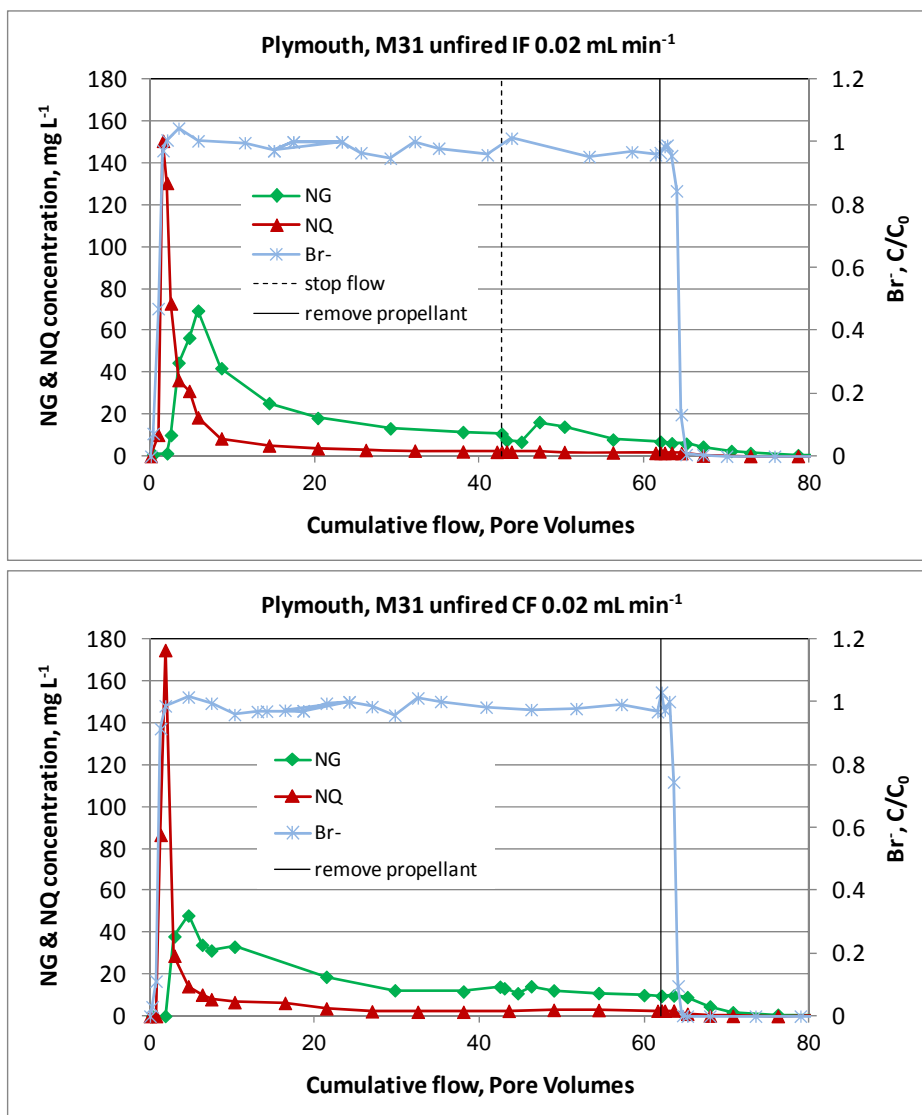 Plymouth, M31 unfired IF 0.02 mL min⁻¹
NG & NQ concentration, mg L⁻¹
180
160
140
120
100
80
60
40
20
0
NG
NQ
Br-
stop flow
remove propellant
1.2
1
0.8
0.6
0.4
0.2
0
Br⁻, C/C₀
0 20 40 60 80
Cumulative flow, Pore Volumes
Plymouth, M31 unfired CF 0.02 mL min⁻¹
NG & NQ concentration, mg L⁻¹
180
160
140
120
100
80
60
40
20
0
NG
NQ
Br-
remove propellant
1.2
1
0.8
0.6
0.4
0.2
0
Br⁻, C/C₀
0 20 40 60 80
Cumulative flow, Pore Volumes